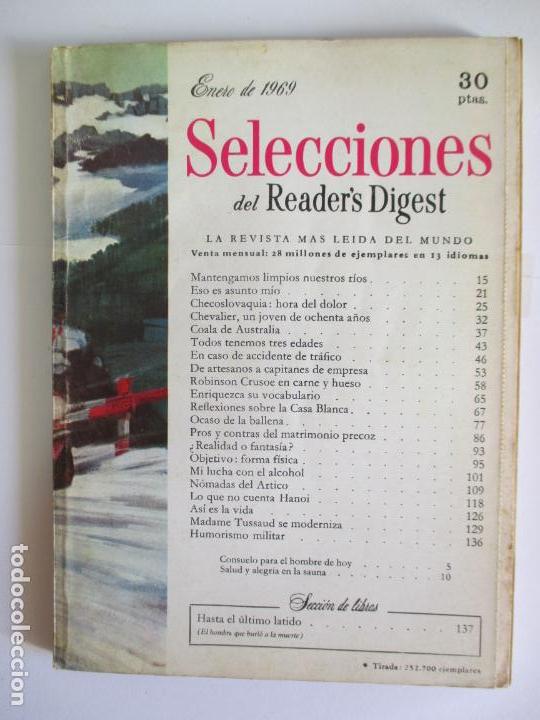 Enero de 1969
30
ptas.
Selecciones
del Reader's Digest
LA REVISTA MAS LEIDA DEL MUNDO
Venta mensual: 28 millones de ejemplares en 13 idiomas
Mantengamos limpios nuestros ríos . 15
Eso es asunto mío . 21
Checoslovaquia: hora del dolor . 25
Chevalier, un joven de ochenta años 32
Coala de Australia . 37
Todos tenemos tres edades . 43
En caso de accidente de tráfico . 46
De artesanos a capitanes de empresa 53
Robinson Crusoe en carne y hueso . 58
Enriquezca su vocabulario . 65
Reflexiones sobre la Casa Blanca . 67
Ocaso de la ballena . 77
Pros y contras del matrimonio precoz . 86
¿Realidad o fantasía? . 93
Objetivo: forma física . 95
Mi lucha con el alcohol . 101
Nómadas del Artico . 109
Lo que no cuenta Hanoi . 118
Así es la vida . 126
Madame Tussaud se moderniza . 129
Humorismo militar . 136
Consuelo para el hombre de hoy . 5
Salud y alegría en la sauna . 10
Sección de libros
Hasta el último latido . 137
(El hombre que burló a la muerte)
• Tirada: 252.700 ejemplares
todocoleccion